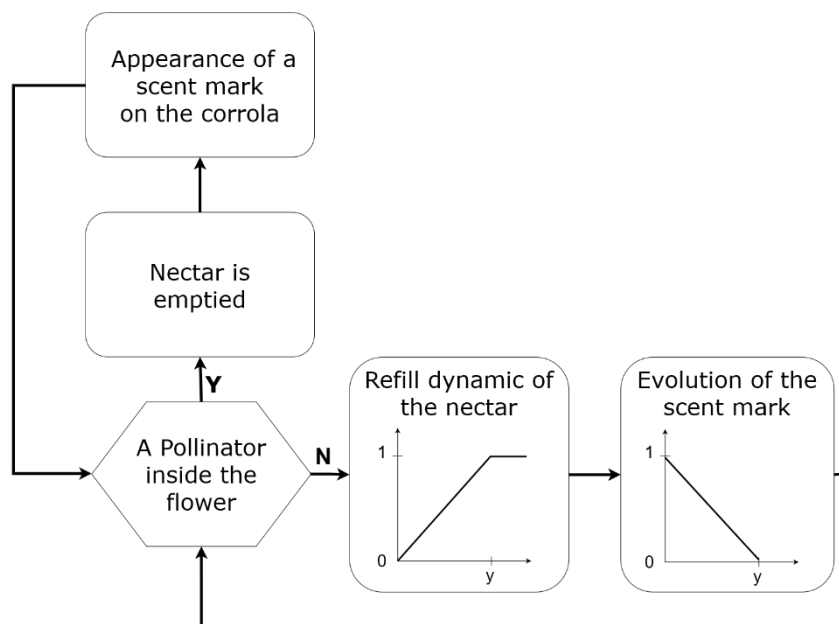 Appearance of a
scent mark
on the corrola
Nectar is
emptied
Y
A Pollinator
inside the
flower
N
Refill dynamic of
the nectar
1
0
y
Evolution of the
scent mark
1
0
y